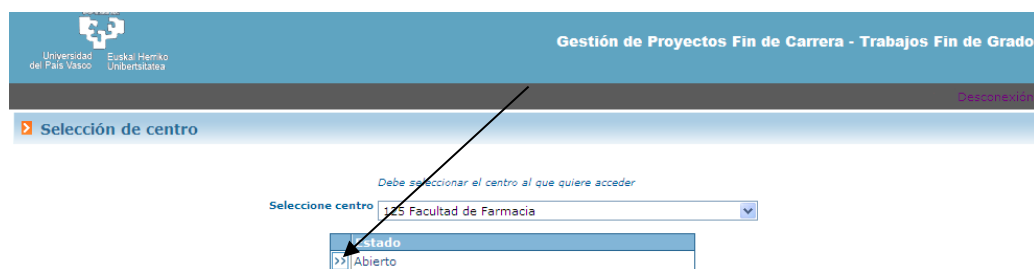 Universidad Euskal Herriko
del País Vasco Unibertsitatea
Gestión de Proyectos Fin de Carrera - Trabajos Fin de Grado
Desconexión
Selección de centro
Debe seleccionar el centro al que quiere acceder
Seleccione centro 125 Facultad de Farmacia
Estado
>> Abierto